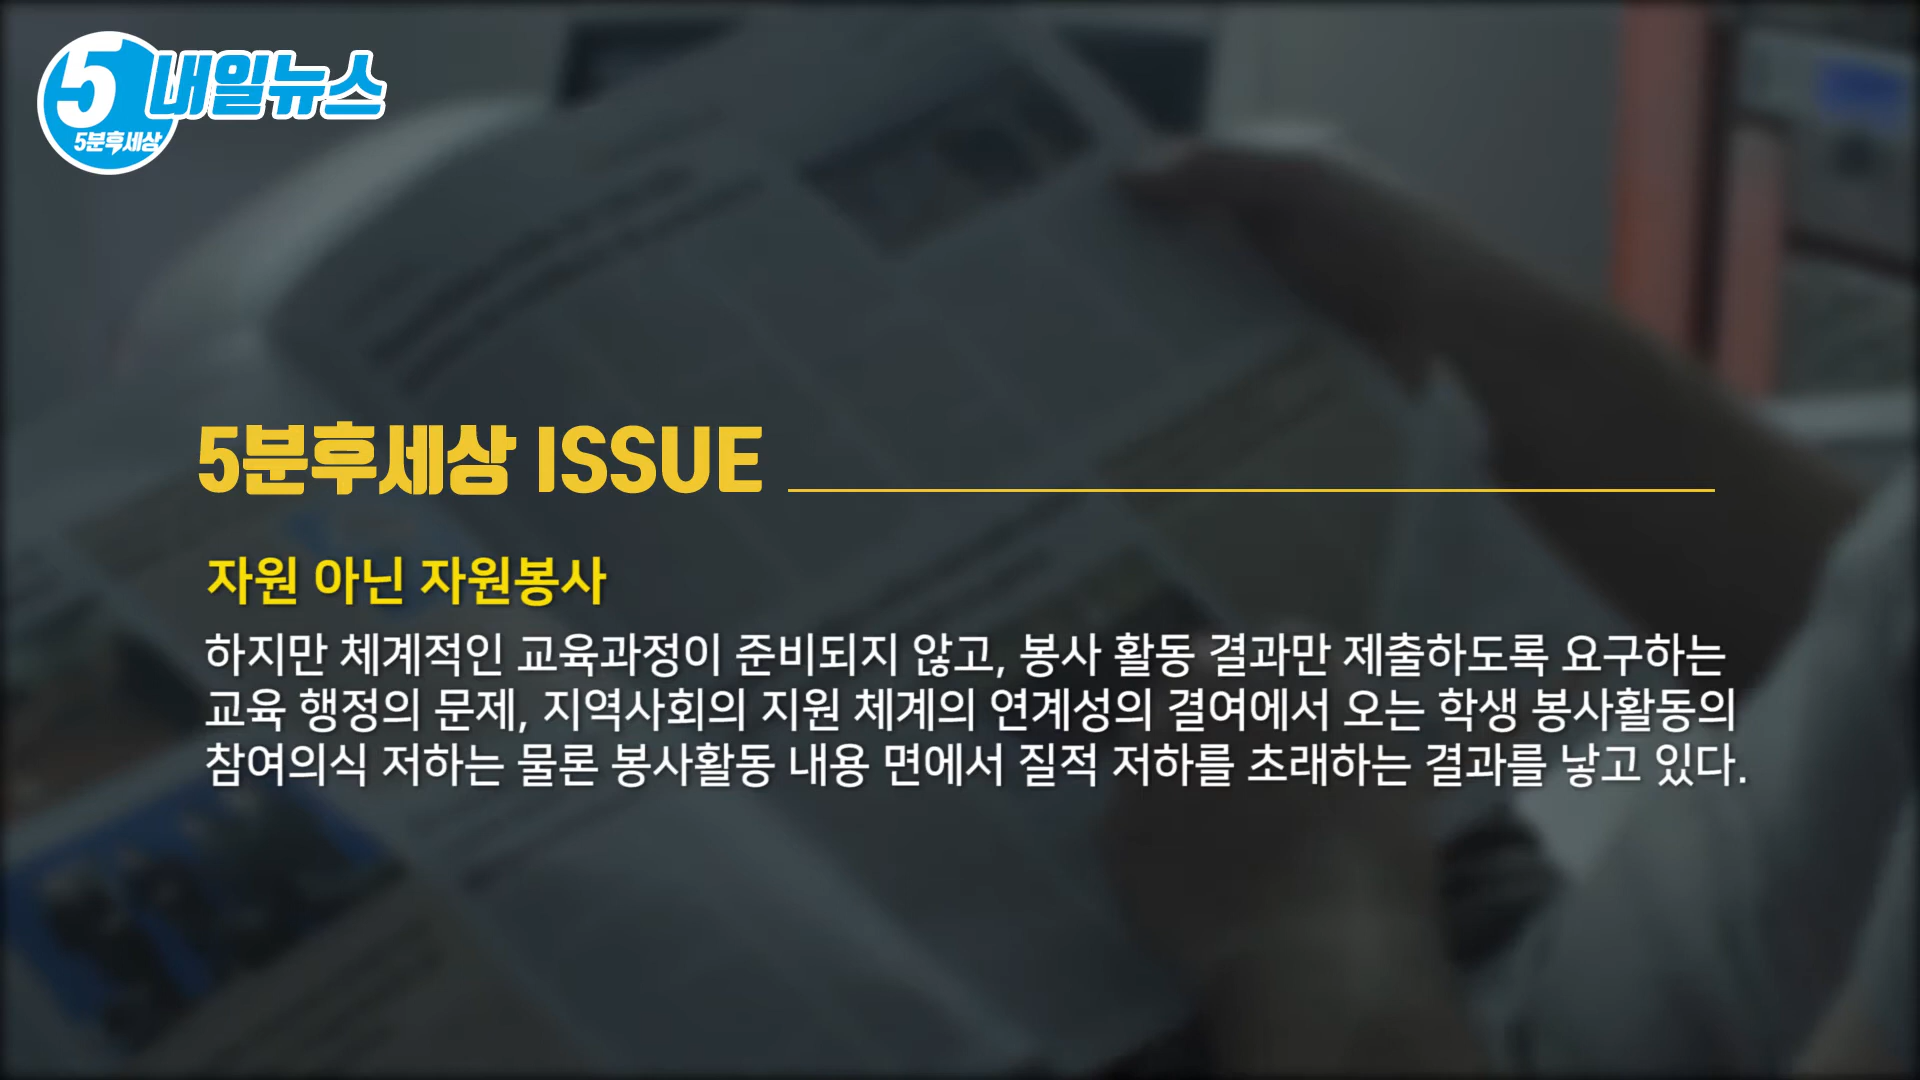 5 내일뉴스
5분후세상
5분후세상 ISSUE
자원 아닌 자원봉사
하지만 체계적인 교육과정이 준비되지 않고, 봉사 활동 결과만 제출하도록 요구하는
교육 행정의 문제, 지역사회의 지원 체계의 연계성의 결여에서 오는 학생 봉사활동의
참여의식 저하는 물론 봉사활동 내용 면에서 질적 저하를 초래하는 결과를 낳고 있다.